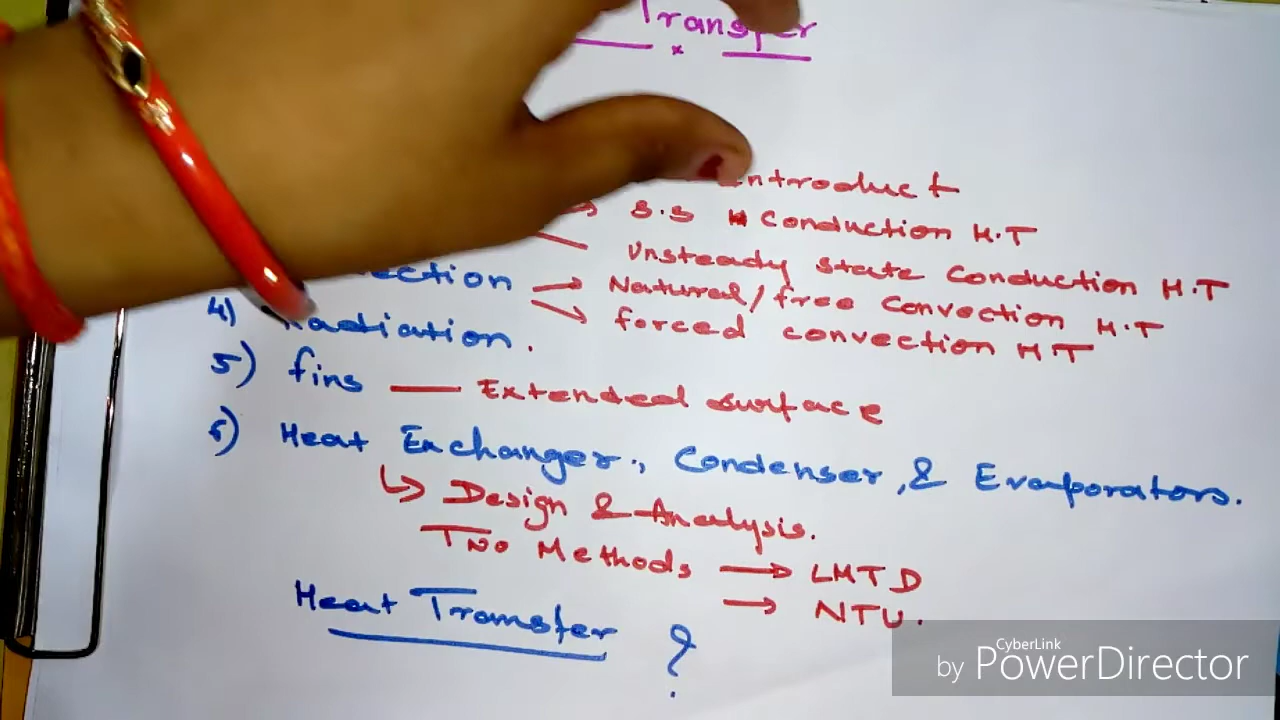 Transfer
Introduct
S.S Conduction H.T
Unsteady state Conduction H.T
Natural/free Convection H.T
forced convection HT
4) Radiation.
5) fins — Extended surface
6) Heat Exchanger., Condenser, & Evaporators.
↳ Design & Analysis.
Two Methods → LMTD
→ NTU.
Heat Transfer ?
CyberLink
by PowerDirector